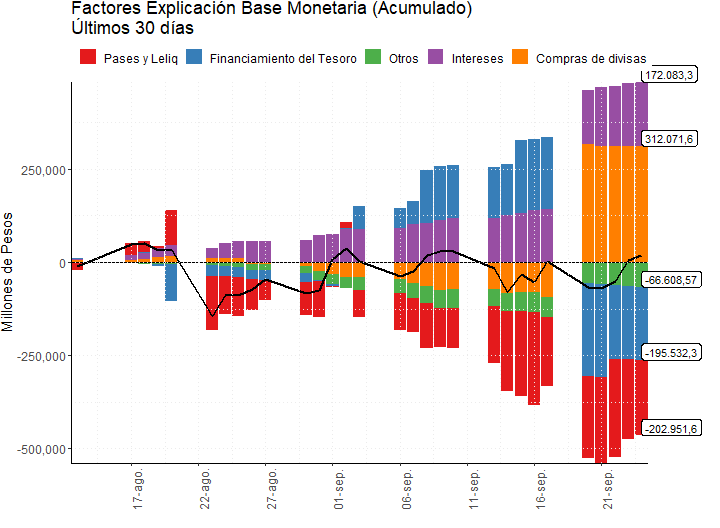 Factores Explicación Base Monetaria (Acumulado)
Últimos 30 días
Pases y Leliq
Financiamiento del Tesoro
Otros
Intereses
Compras de divisas
172.083,3
312.071,6
250,000
0
-66.608,57
-195.532,3
-250,000
-202.951,6
-500,000
Millones de Pesos
17-ago.
22-ago.
27-ago.
01-sep.
06-sep.
11-sep.
16-sep.
21-sep.